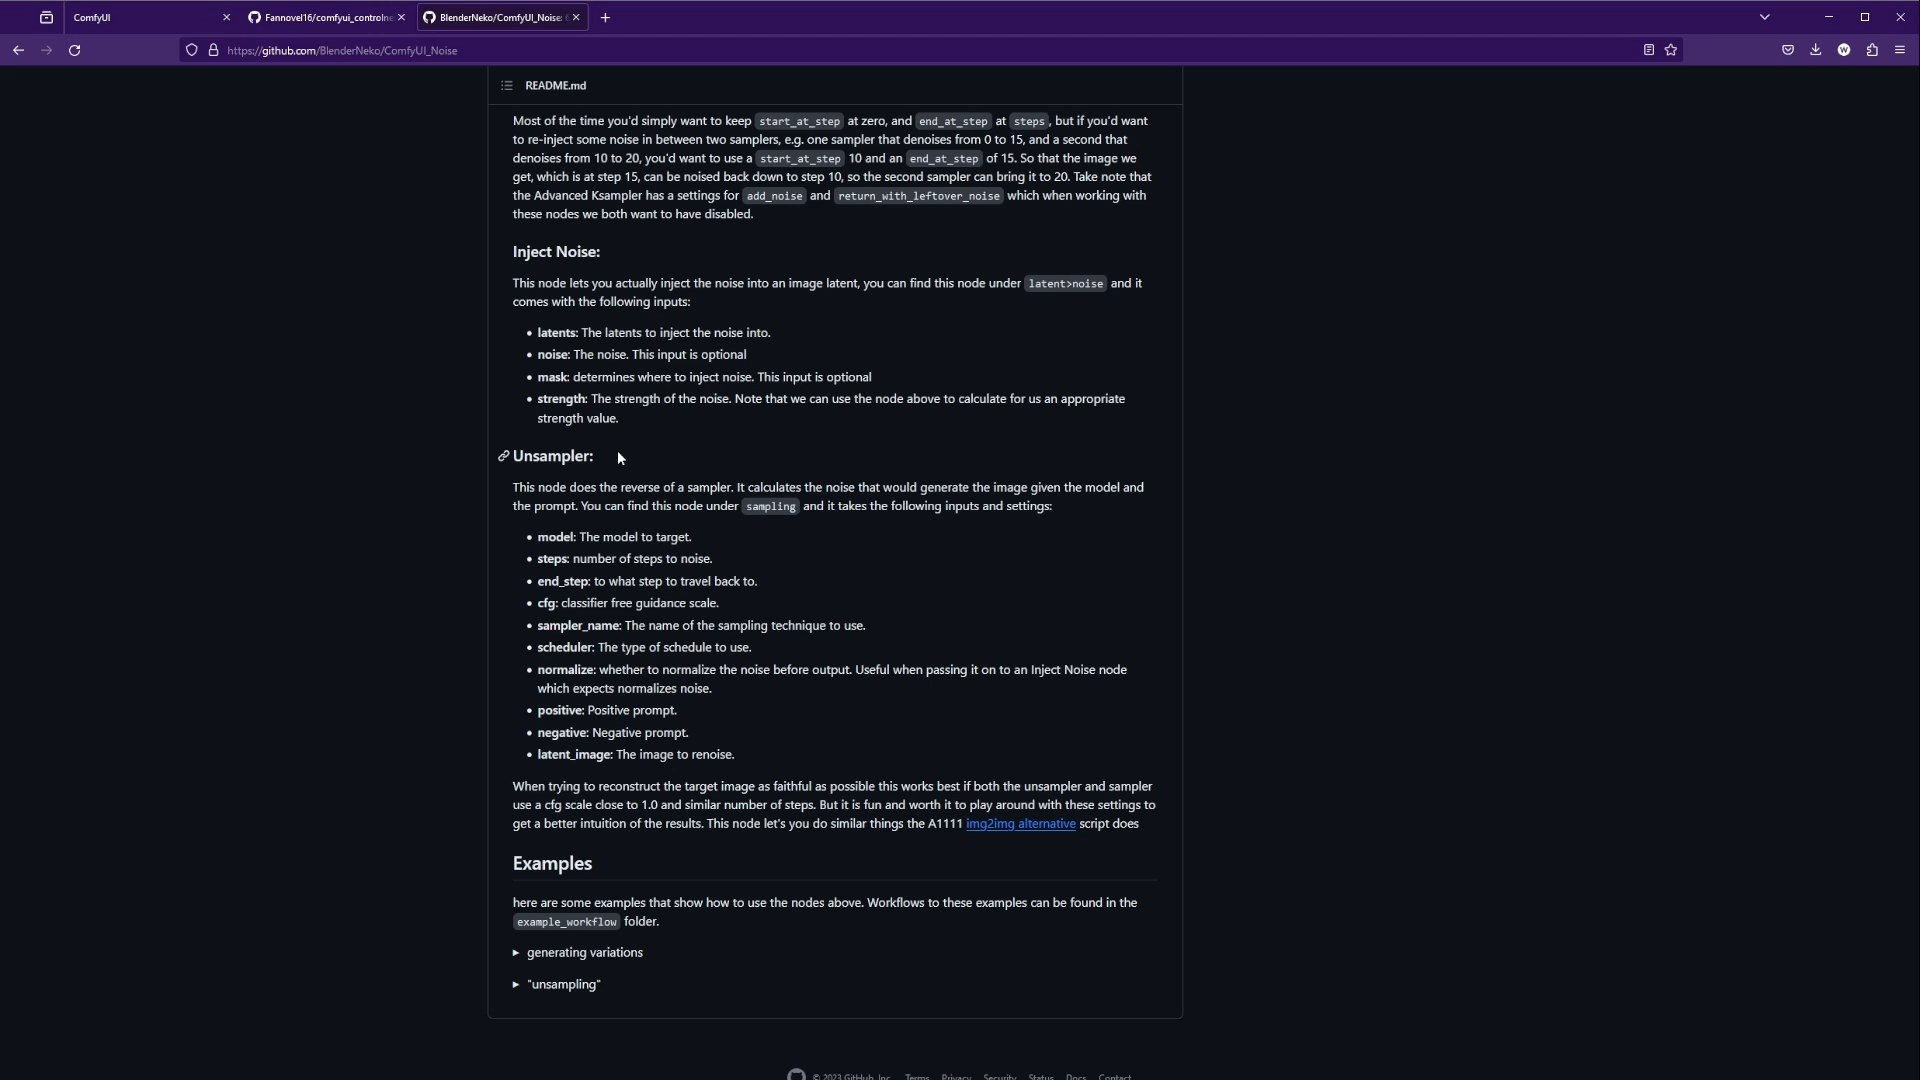 ComfyUI
Fannovel16/comfyui_controlne
BlenderNeko/ComfyUI_Noise: 
https://github.com/BlenderNeko/ComfyUI_Noise
README.md
Most of the time you'd simply want to keep start_at_step at zero, and end_at_step at steps, but if you'd want
to re-inject some noise in between two samplers, e.g. one sampler that denoises from 0 to 15, and a second that
denoises from 10 to 20, you'd want to use a start_at_step 10 and an end_at_step of 15. So that the image we
get, which is at step 15, can be noised back down to step 10, so the second sampler can bring it to 20. Take note that
the Advanced Ksampler has a settings for add_noise and return_with_leftover_noise which when working with
these nodes we both want to have disabled.
Inject Noise:
This node lets you actually inject the noise into an image latent, you can find this node under latent>noise and it
comes with the following inputs:
• latents: The latents to inject the noise into.
• noise: The noise. This input is optional
• mask: determines where to inject noise. This input is optional
• strength: The strength of the noise. Note that we can use the node above to calculate for us an appropriate
strength value.
Unsampler:
This node does the reverse of a sampler. It calculates the noise that would generate the image given the model and
the prompt. You can find this node under sampling and it takes the following inputs and settings:
• model: The model to target.
• steps: number of steps to noise.
• end_step: to what step to travel back to.
• cfg: classifier free guidance scale.
• sampler_name: The name of the sampling technique to use.
• scheduler: The type of schedule to use.
• normalize: whether to normalize the noise before output. Useful when passing it on to an Inject Noise node
which expects normalizes noise.
• positive: Positive prompt.
• negative: Negative prompt.
• latent_image: The image to renoise.
When trying to reconstruct the target image as faithful as possible this works best if both the unsampler and sampler
use a cfg scale close to 1.0 and similar number of steps. But it is fun and worth it to play around with these settings to
get a better intuition of the results. This node let's you do similar things the A1111 img2img alternative script does
Examples
here are some examples that show how to use the nodes above. Workflows to these examples can be found in the
example_workflow folder.
▶ generating variations
▶ "unsampling"
© 2023 GitHub, Inc. Terms Privacy Security Status Docs Contact